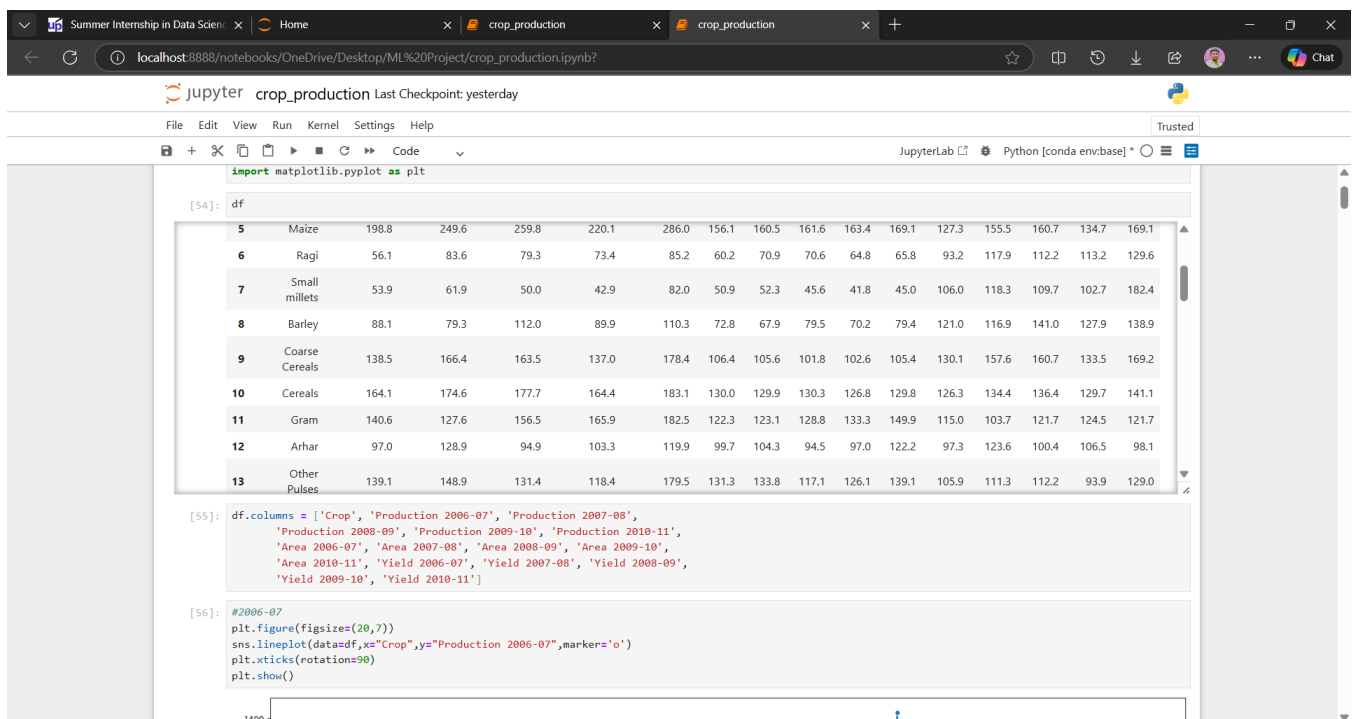 Summer Internship in Data Scienc
Home
crop_production
crop_production
localhost:8888/notebooks/OneDrive/Desktop/ML%20Project/crop_production.ipynb?
Chat
jupyter crop_production Last Checkpoint: yesterday
File Edit View Run Kernel Settings Help
Trusted
Code
JupyterLab
Python [conda env:base] *
import matplotlib.pyplot as plt
[54]: df
5 Maize 198.8 249.6 259.8 220.1 286.0 156.1 160.5 161.6 163.4 169.1 127.3 155.5 160.7 134.7 169.1
6 Ragi 56.1 83.6 79.3 73.4 85.2 60.2 70.9 70.6 64.8 65.8 93.2 117.9 112.2 113.2 129.6
7 Small millets 53.9 61.9 50.0 42.9 82.0 50.9 52.3 45.6 41.8 45.0 106.0 118.3 109.7 102.7 182.4
8 Barley 88.1 79.3 112.0 89.9 110.3 72.8 67.9 79.5 70.2 79.4 121.0 116.9 141.0 127.9 138.9
9 Coarse Cereals 138.5 166.4 163.5 137.0 178.4 106.4 105.6 101.8 102.6 105.4 130.1 157.6 160.7 133.5 169.2
10 Cereals 164.1 174.6 177.7 164.4 183.1 130.0 129.9 130.3 126.8 129.8 126.3 134.4 136.4 129.7 141.1
11 Gram 140.6 127.6 156.5 165.9 182.5 122.3 123.1 128.8 133.3 149.9 115.0 103.7 121.7 124.5 121.7
12 Arhar 97.0 128.9 94.9 103.3 119.9 99.7 104.3 94.5 97.0 122.2 97.3 123.6 100.4 106.5 98.1
13 Other Pulses 139.1 148.9 131.4 118.4 179.5 131.3 133.8 117.1 126.1 139.1 105.9 111.3 112.2 93.9 129.0
[55]: df.columns = ['Crop', 'Production 2006-07', 'Production 2007-08',
'Production 2008-09', 'Production 2009-10', 'Production 2010-11',
'Area 2006-07', 'Area 2007-08', 'Area 2008-09', 'Area 2009-10',
'Area 2010-11', 'Yield 2006-07', 'Yield 2007-08', 'Yield 2008-09',
'Yield 2009-10', 'Yield 2010-11']
[56]: #2006-07
plt.figure(figsize=(20,7))
sns.lineplot(data=df,x="Crop",y="Production 2006-07",marker='o')
plt.xticks(rotation=90)
plt.show()